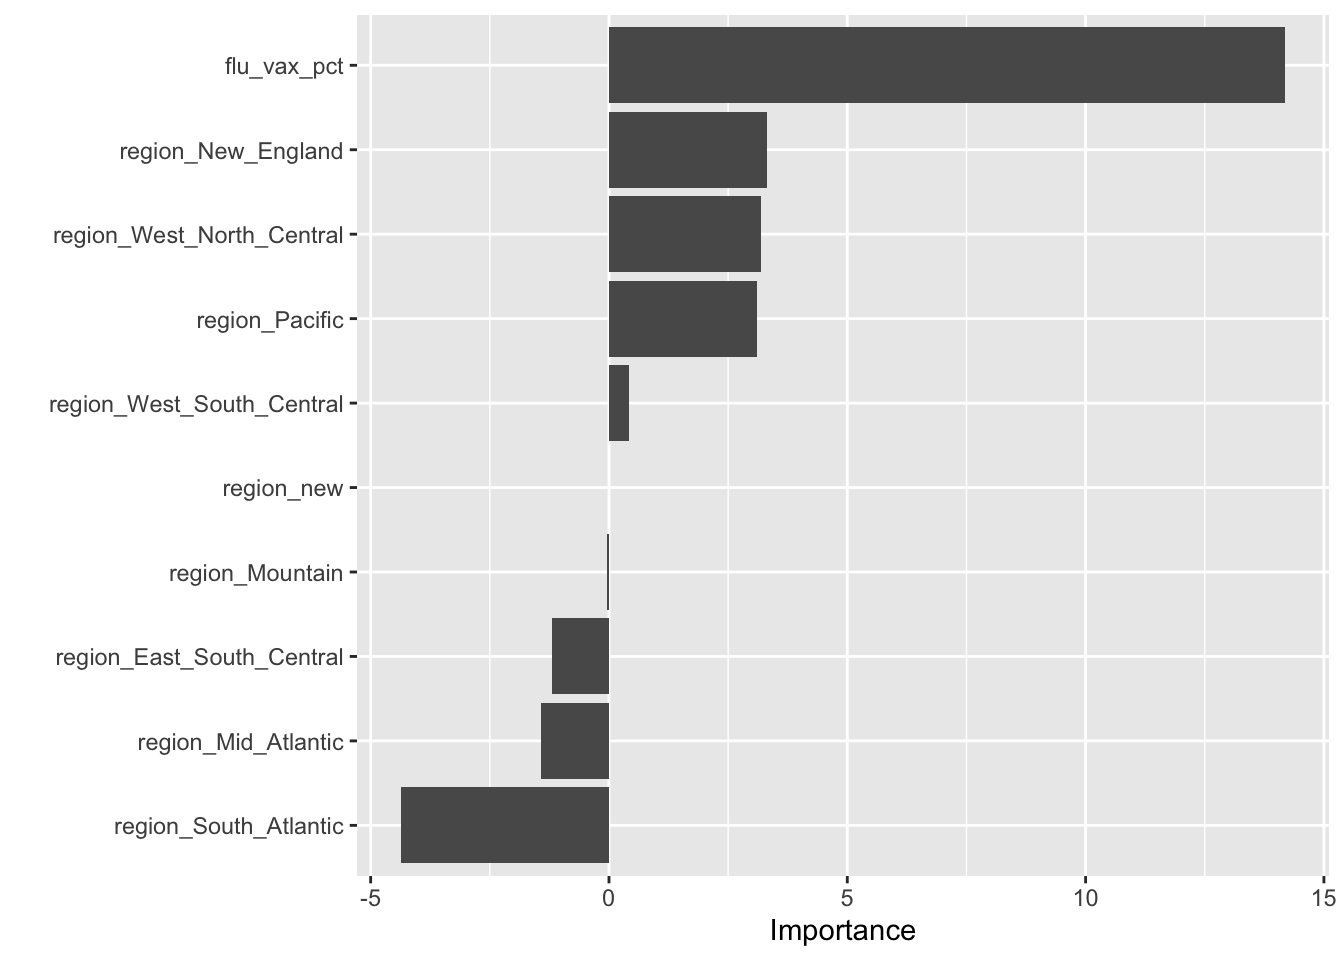 flu_vax_pct
region_New_England
region_West_North_Central
region_Pacific
region_West_South_Central
region_new
region_Mountain
region_East_South_Central
region_Mid_Atlantic
region_South_Atlantic
-5 0 5 10 15
Importance